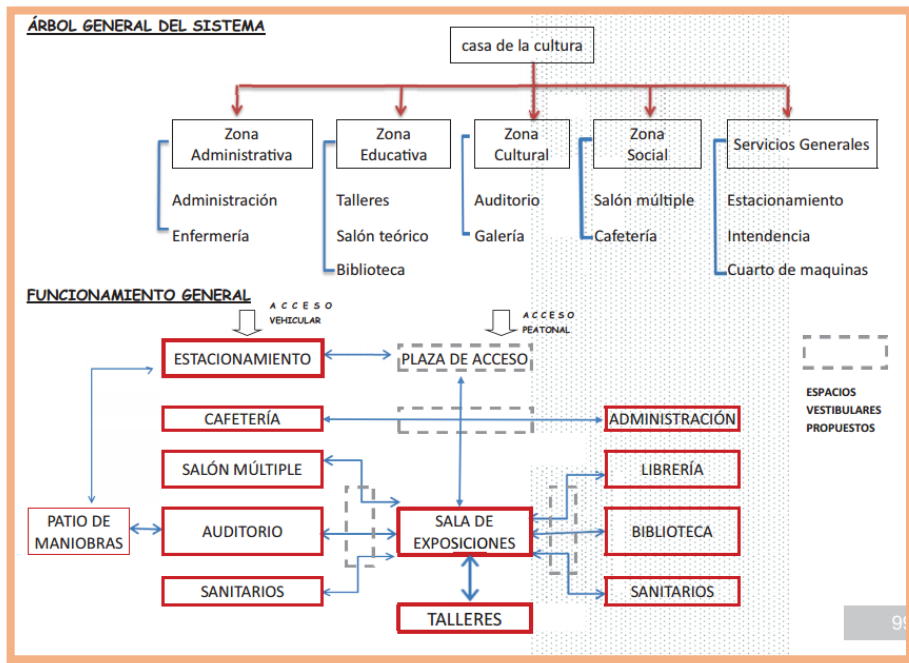 ÁRBOL GENERAL DEL SISTEMA
casa de la cultura
Zona
Administrativa
Zona
Educativa
Zona
Cultural
Zona
Social
Servicios Generales
Administración
Enfermería
Talleres
Salón teórico
Biblioteca
Auditorio
Galería
Salón múltiple
Cafetería
Estacionamiento
Intendencia
Cuarto de maquinas
FUNCIONAMIENTO GENERAL
ACCESO
VEHICULAR
ACCESO
PEATONAL
ESTACIONAMIENTO
PLAZA DE ACCESO
ESPACIOS
VESTIBULARES
PROPUESTOS
CAFETERÍA
ADMINISTRACIÓN
SALÓN MÚLTIPLE
LIBRERÍA
PATIO DE
MANIOBRAS
AUDITORIO
SALA DE
EXPOSICIONES
BIBLIOTECA
SANITARIOS
SANITARIOS
TALLERES